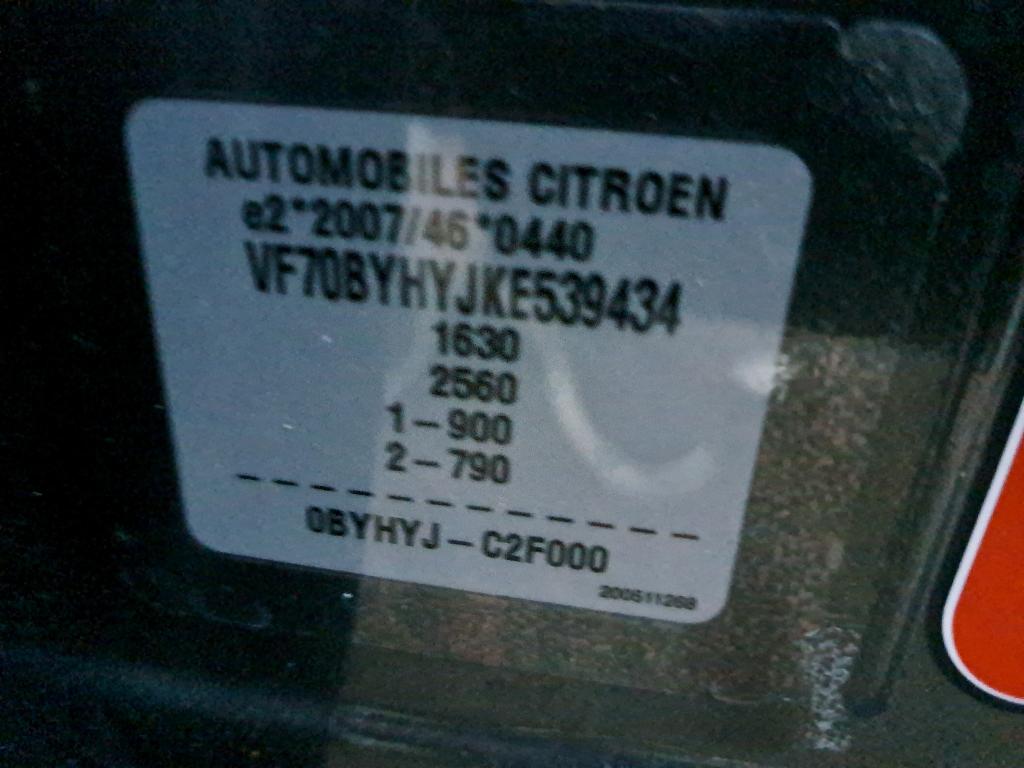 AUTOMOBILES CITROEN
e2*2007/46*0440
VF70BYHYJKE539434
1630
2560
1-900
2-790
0BYHYJ-C2F000